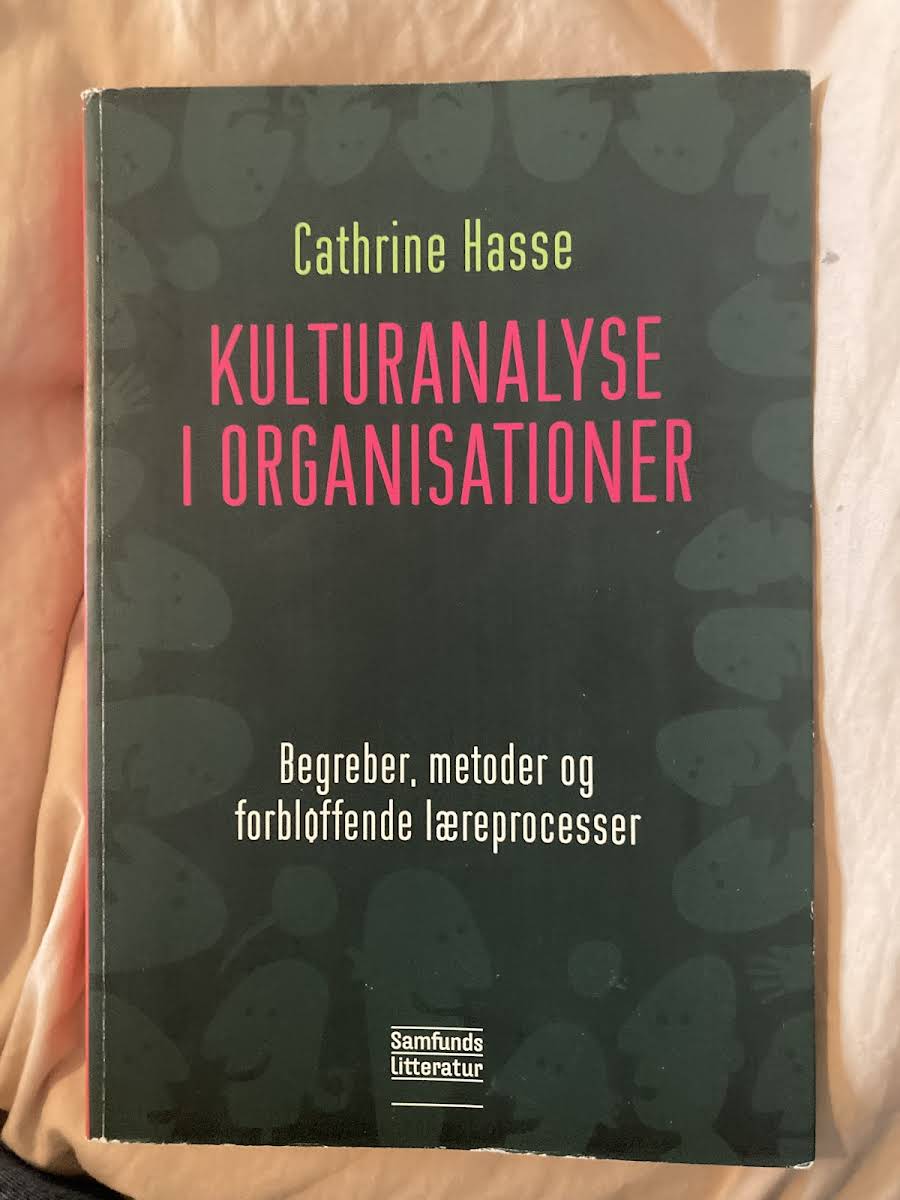 Cathrine Hasse
KULTURANALYSE
I ORGANISATIONER
Begreber, metoder og
forbløffende læreprocesser
Samfunds
litteratur